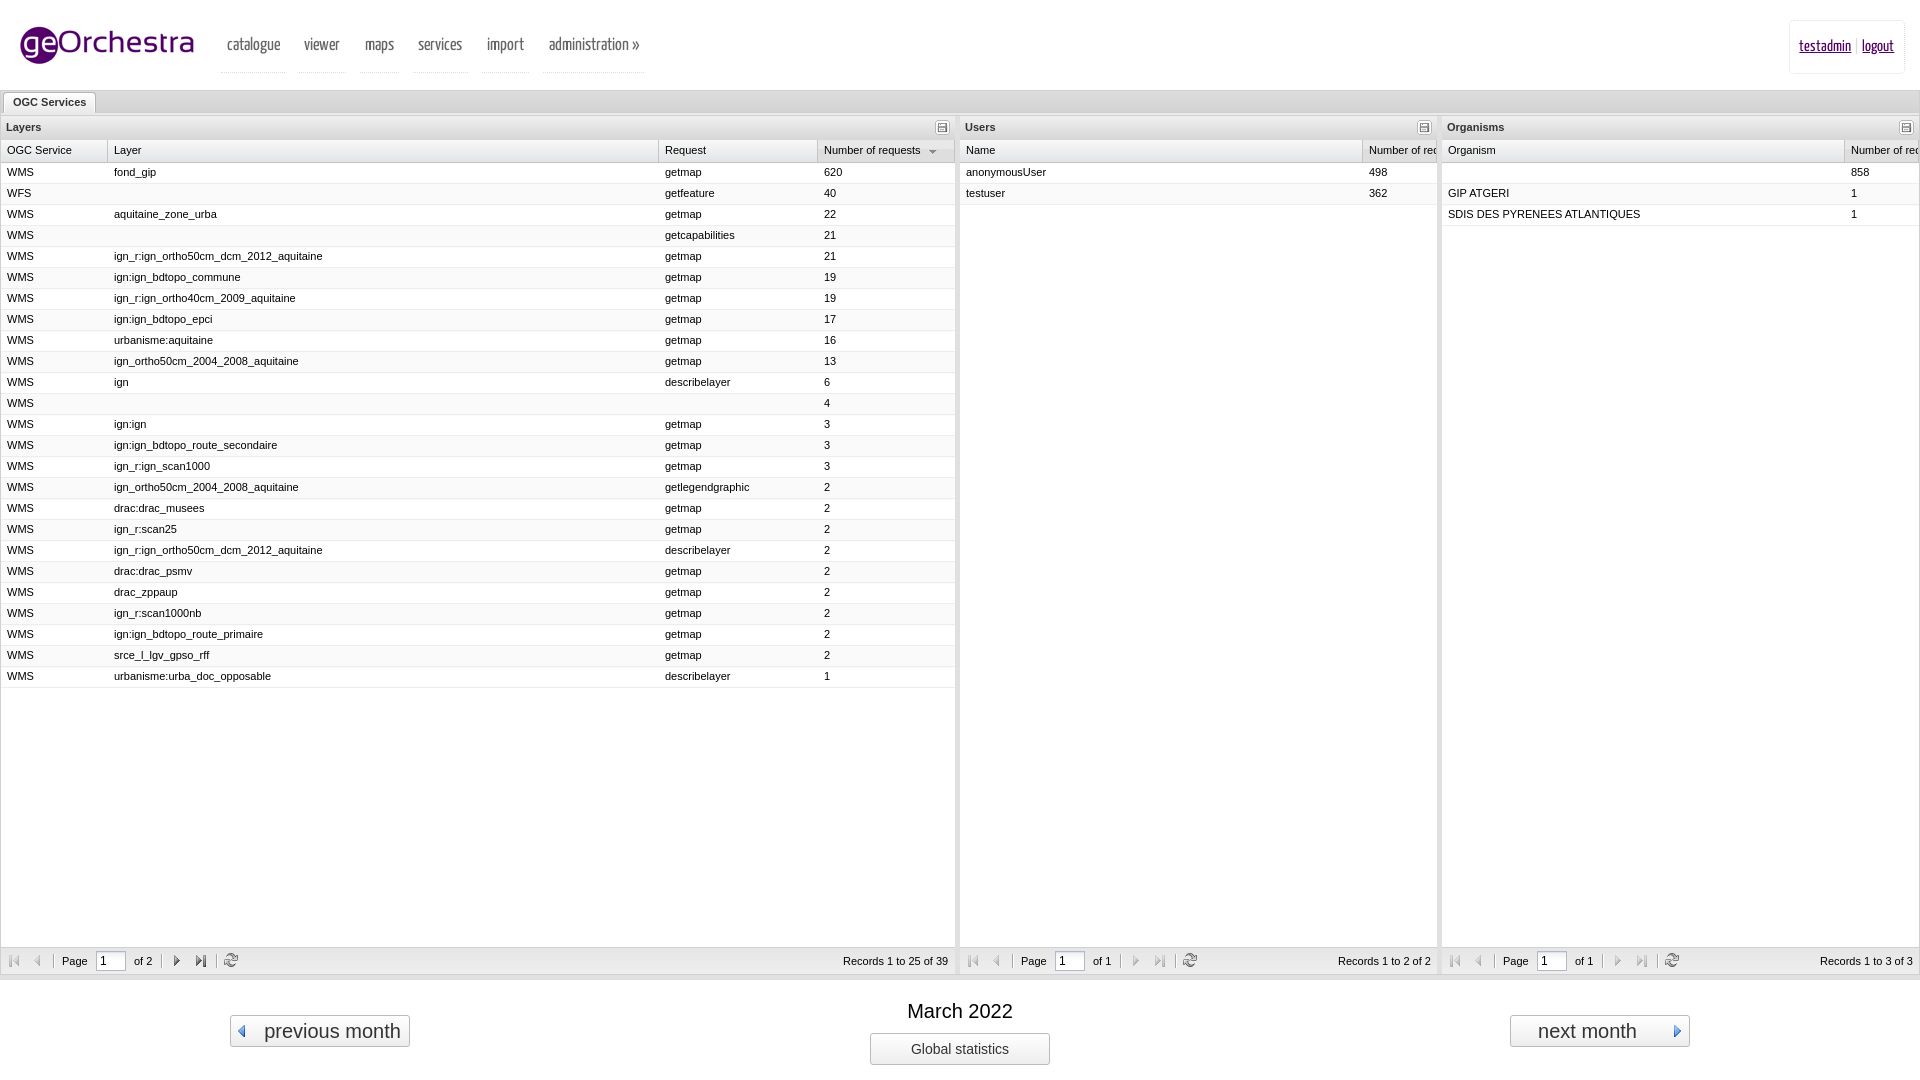 geOrchestra catalogue viewer maps services import administration » testadmin logout
OGC Services
Layers
OGC Service Layer Request Number of requests
WMS fond_gip getmap 620
WFS getfeature 40
WMS aquitaine_zone_urba getmap 22
WMS getcapabilities 21
WMS ign_r:ign_ortho50cm_dcm_2012_aquitaine getmap 21
WMS ign:ign_bdtopo_commune getmap 19
WMS ign_r:ign_ortho40cm_2009_aquitaine getmap 19
WMS ign:ign_bdtopo_epci getmap 17
WMS urbanisme:aquitaine getmap 16
WMS ign_ortho50cm_2004_2008_aquitaine getmap 13
WMS ign describelayer 6
WMS 4
WMS ign:ign getmap 3
WMS ign:ign_bdtopo_route_secondaire getmap 3
WMS ign_r:ign_scan1000 getmap 3
WMS ign_ortho50cm_2004_2008_aquitaine getlegendgraphic 2
WMS drac:drac_musees getmap 2
WMS ign_r:scan25 getmap 2
WMS ign_r:ign_ortho50cm_dcm_2012_aquitaine describelayer 2
WMS drac:drac_psmv getmap 2
WMS drac_zppaup getmap 2
WMS ign_r:scan1000nb getmap 2
WMS ign:ign_bdtopo_route_primaire getmap 2
WMS srce_l_lgv_gpso_rff getmap 2
WMS urbanisme:urba_doc_opposable describelayer 1
Page 1 of 2 Records 1 to 25 of 39
Users
Name Number of req
anonymousUser 498
testuser 362
Page 1 of 1 Records 1 to 2 of 2
Organisms
Organism Number of req
858
GIP ATGERI 1
SDIS DES PYRENEES ATLANTIQUES 1
Page 1 of 1 Records 1 to 3 of 3
previous month
March 2022
Global statistics
next month